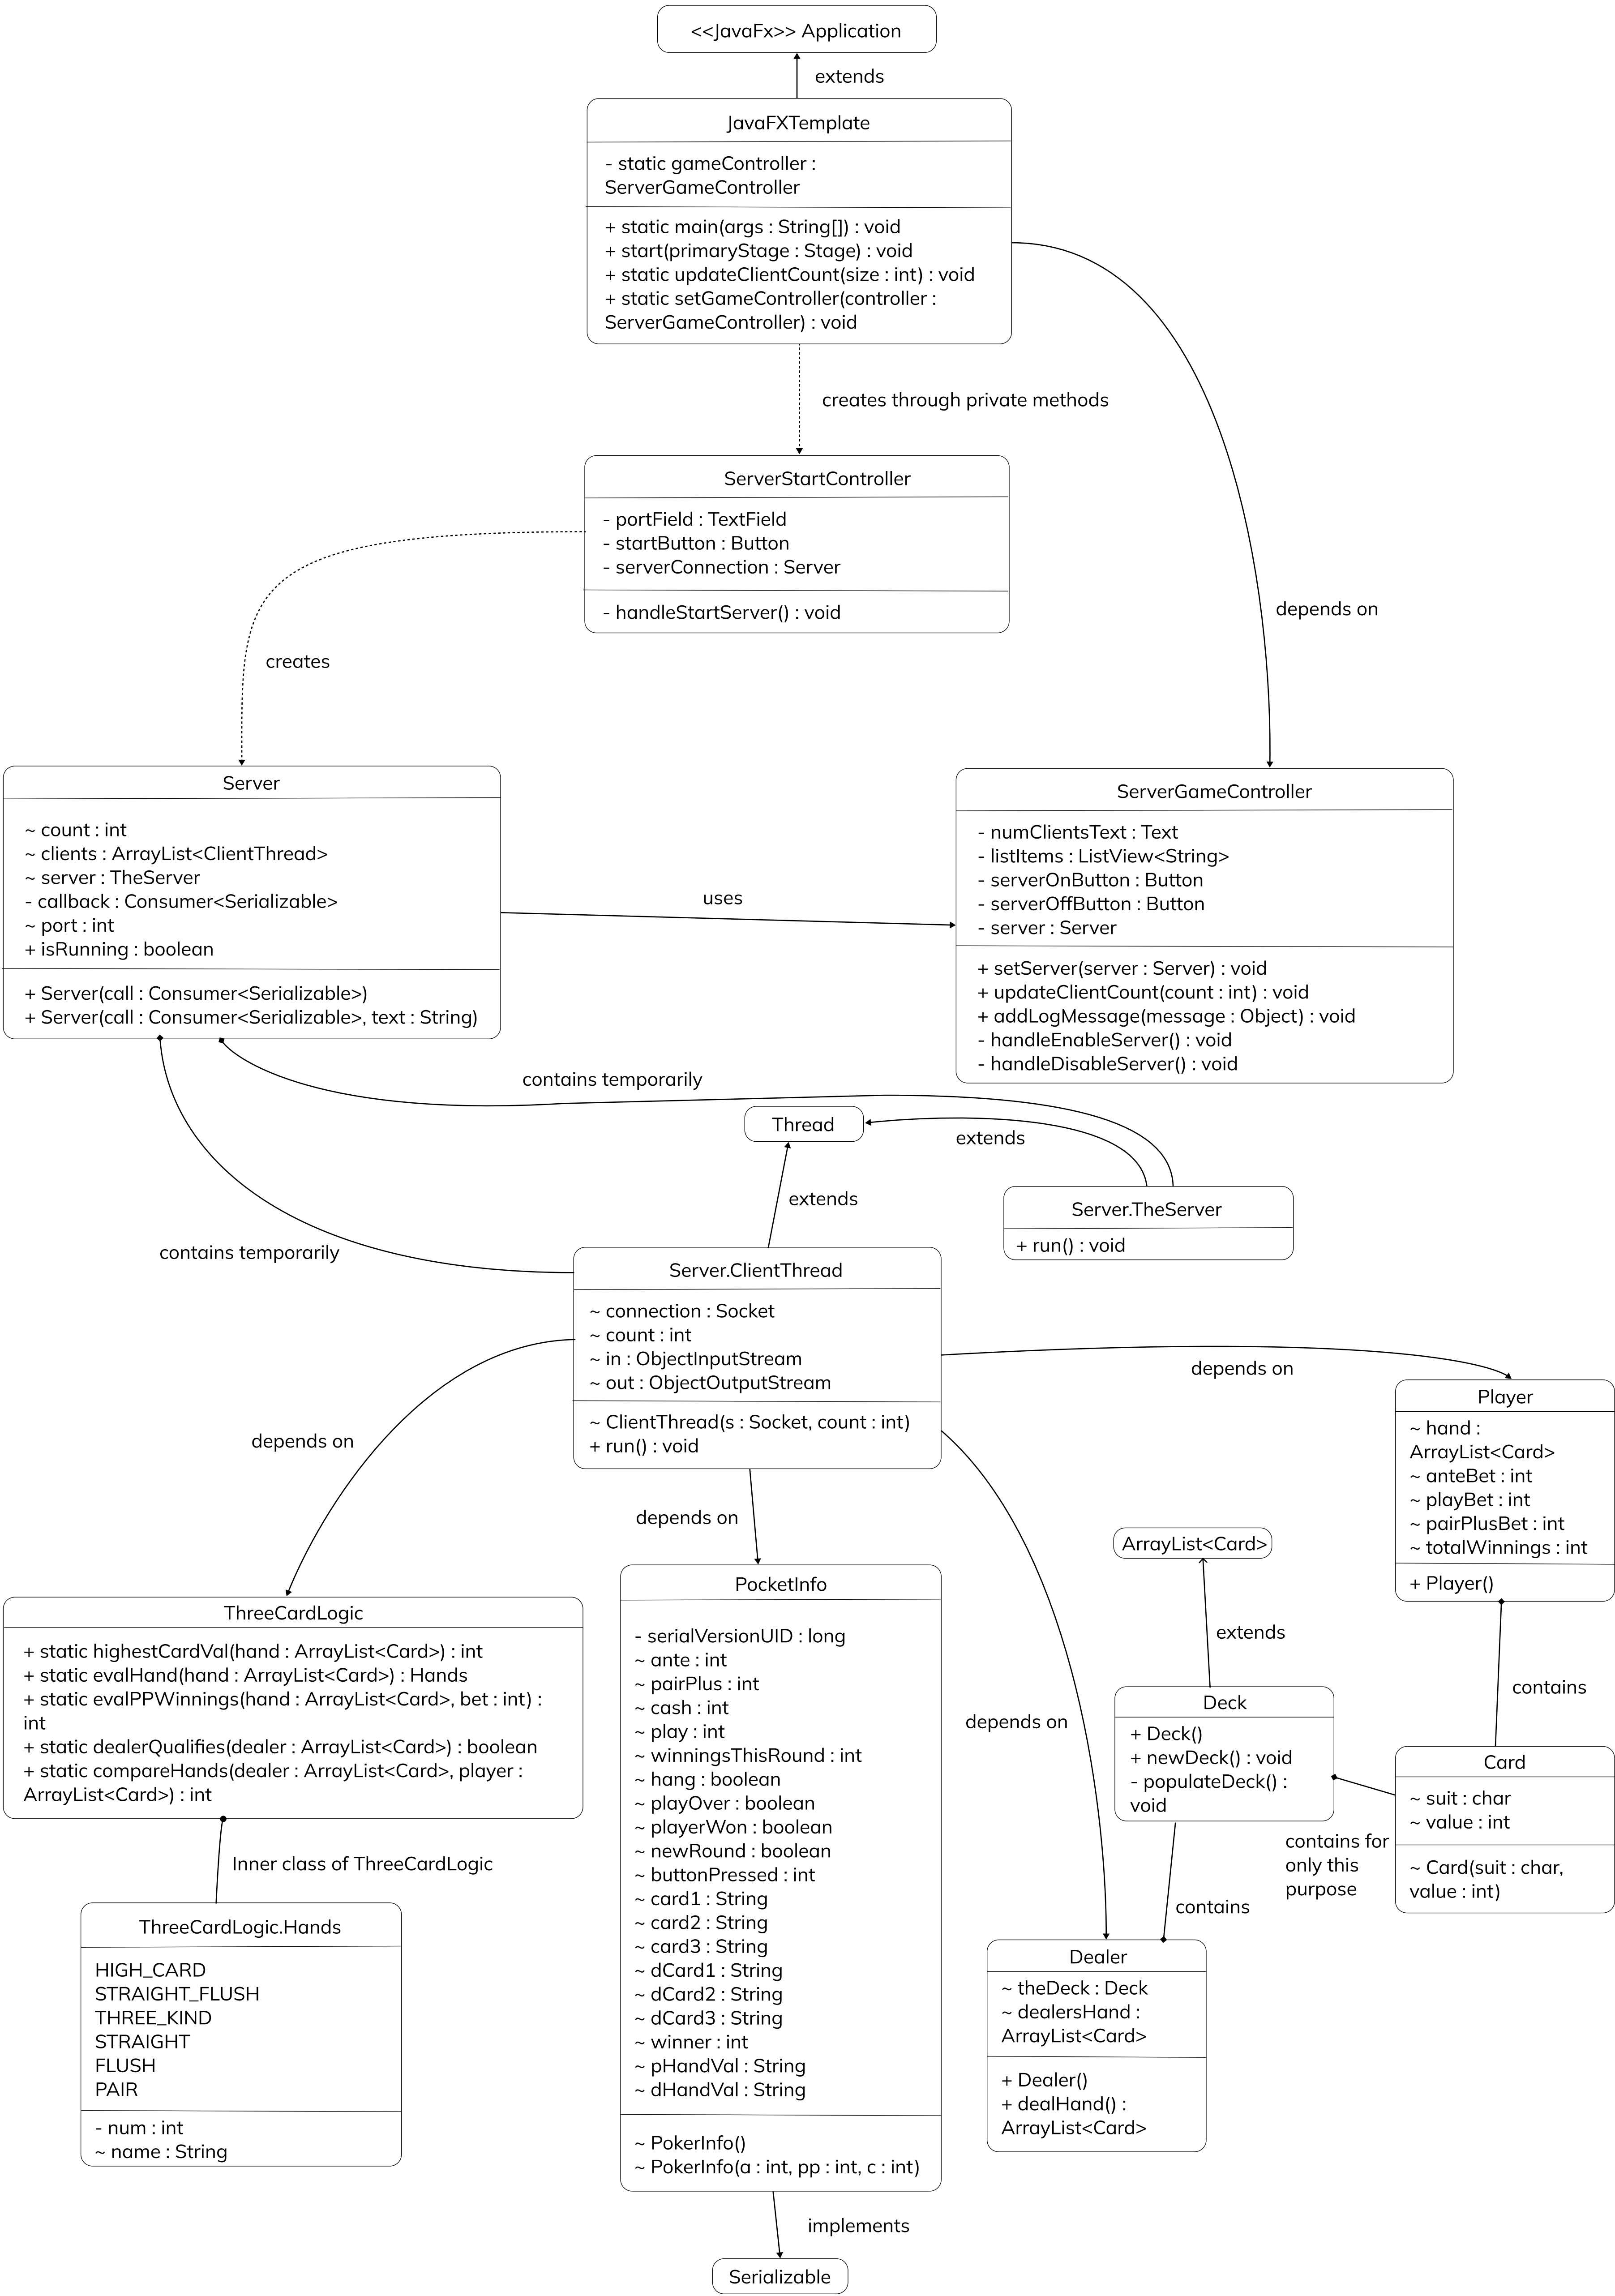 <<JavaFx>> Application
extends
JavaFXTemplate
- static gameController :
ServerGameController
+ static main(args : String[]) : void
+ start(primaryStage : Stage) : void
+ static updateClientCount(size : int) : void
+ static setGameController(controller :
ServerGameController) : void
creates through private methods
ServerStartController
- portField : TextField
- startButton : Button
- serverConnection : Server
- handleStartServer() : void
depends on
creates
Server
~ count : int
~ clients : ArrayList<ClientThread>
~ server : TheServer
- callback : Consumer<Serializable>
~ port : int
+ isRunning : boolean
+ Server(call : Consumer<Serializable>)
+ Server(call : Consumer<Serializable>, text : String)
uses
ServerGameController
- numClientsText : Text
- listItems : ListView<String>
- serverOnButton : Button
- serverOffButton : Button
- server : Server
+ setServer(server : Server) : void
+ updateClientCount(count : int) : void
+ addLogMessage(message : Object) : void
- handleEnableServer() : void
- handleDisableServer() : void
contains temporarily
Thread
extends
extends
Server.TheServer
+ run() : void
contains temporarily
Server.ClientThread
~ connection : Socket
~ count : int
~ in : ObjectInputStream
~ out : ObjectOutputStream
~ ClientThread(s : Socket, count : int)
+ run() : void
depends on
Player
~ hand :
ArrayList<Card>
~ anteBet : int
~ playBet : int
~ pairPlusBet : int
~ totalWinnings : int
+ Player()
depends on
depends on
ArrayList<Card>
extends
contains
ThreeCardLogic
+ static highestCardVal(hand : ArrayList<Card>) : int
+ static evalHand(hand : ArrayList<Card>) : Hands
+ static evalPPWinnings(hand : ArrayList<Card>, bet : int) :
int
+ static dealerQualifies(dealer : ArrayList<Card>) : boolean
+ static compareHands(dealer : ArrayList<Card>, player :
ArrayList<Card>) : int
Inner class of ThreeCardLogic
ThreeCardLogic.Hands
HIGH_CARD
STRAIGHT_FLUSH
THREE_KIND
STRAIGHT
FLUSH
PAIR
- num : int
~ name : String
PocketInfo
- serialVersionUID : long
~ ante : int
~ pairPlus : int
~ cash : int
~ play : int
~ winningsThisRound : int
~ hang : boolean
~ playOver : boolean
~ playerWon : boolean
~ newRound : boolean
~ buttonPressed : int
~ card1 : String
~ card2 : String
~ card3 : String
~ dCard1 : String
~ dCard2 : String
~ dCard3 : String
~ winner : int
~ pHandVal : String
~ dHandVal : String
~ PokerInfo()
~ PokerInfo(a : int, pp : int, c : int)
implements
Serializable
depends on
Deck
+ Deck()
+ newDeck() : void
- populateDeck() :
void
Card
~ suit : char
~ value : int
~ Card(suit : char,
value : int)
contains for
only this
purpose
contains
Dealer
~ theDeck : Deck
~ dealersHand :
ArrayList<Card>
+ Dealer()
+ dealHand() :
ArrayList<Card>